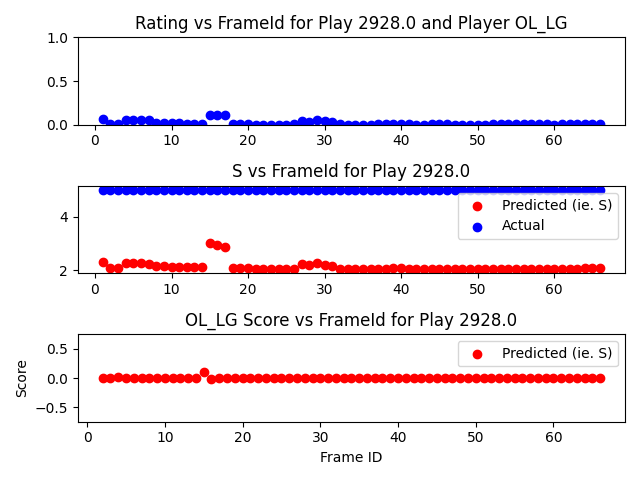 Rating vs FrameId for Play 2928.0 and Player OL_LG
1.0
0.5
0.0
0 10 20 30 40 50 60
S vs FrameId for Play 2928.0
4
2
Predicted (ie. S)
Actual
0 10 20 30 40 50 60
OL_LG Score vs FrameId for Play 2928.0
Score
0.5
0.0
−0.5
Predicted (ie. S)
0 10 20 30 40 50 60
Frame ID